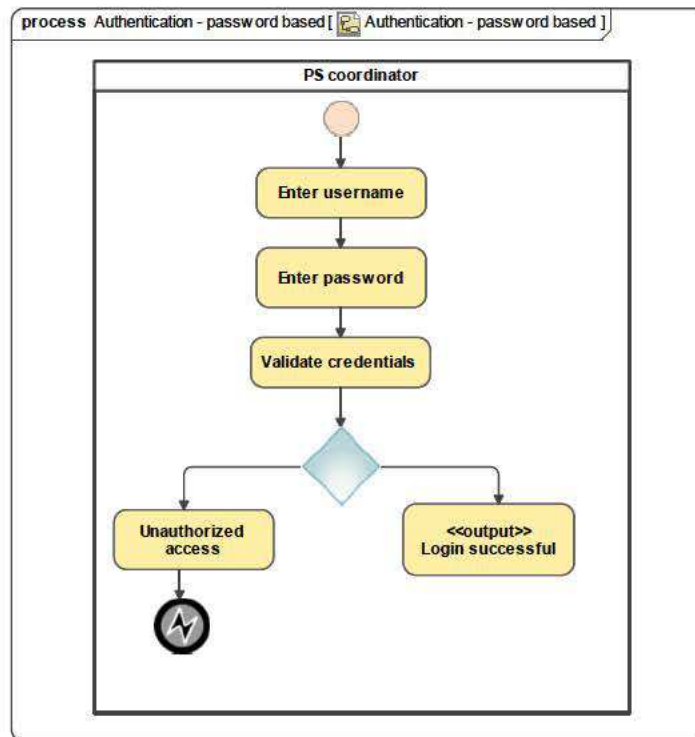 process Authentication - password based [ Authentication - password based ]
PS coordinator
Enter username
Enter password
Validate credentials
Unauthorized
access
<<output>>
Login successful